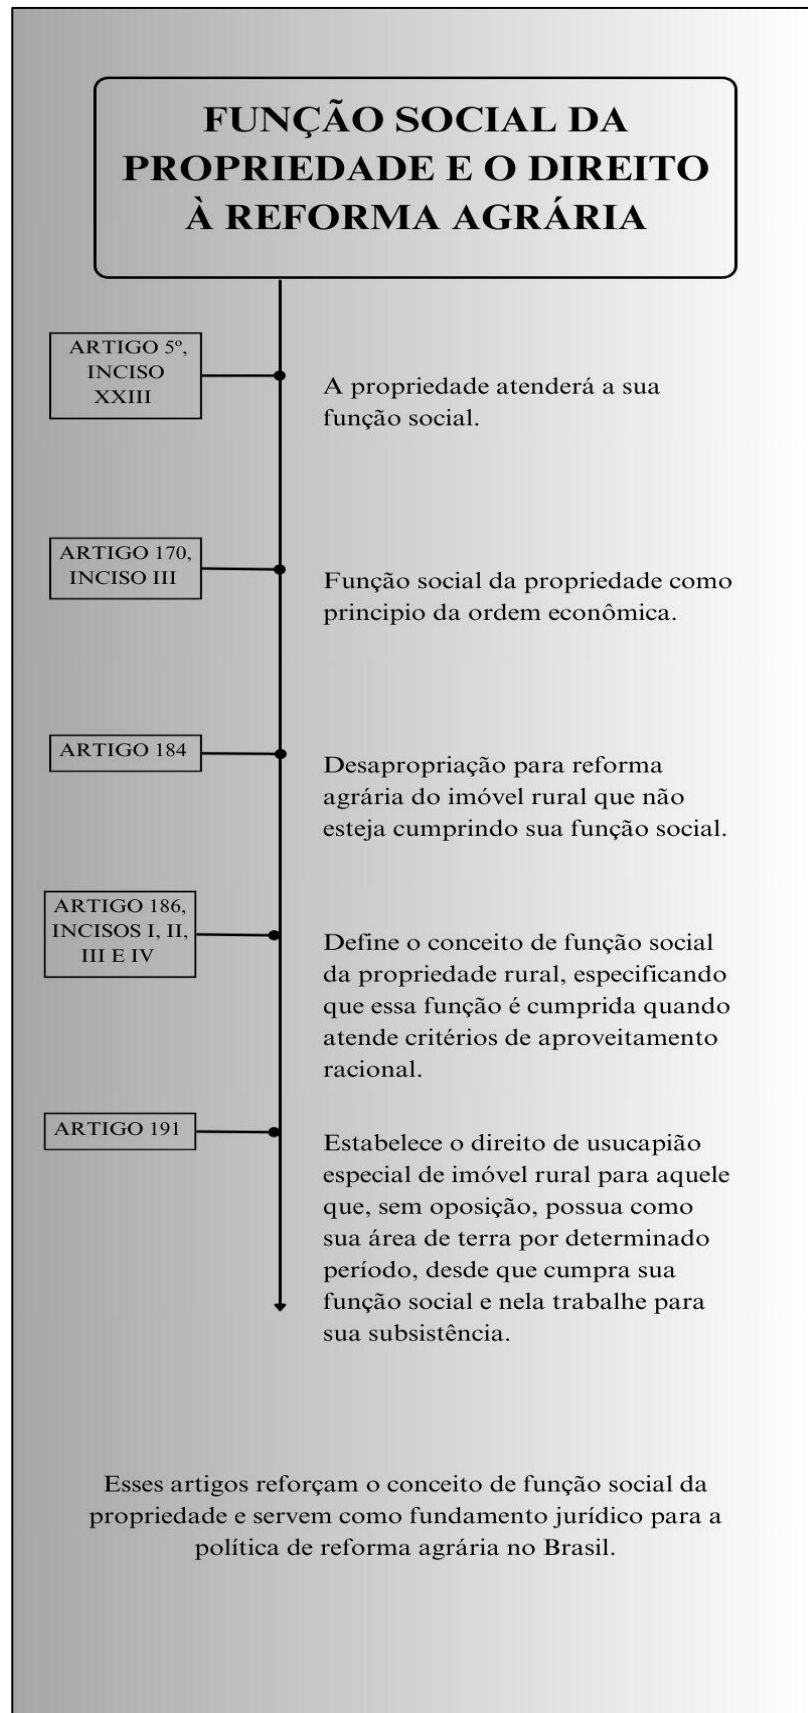 FUNÇÃO SOCIAL DA
PROPRIEDADE E O DIREITO
À REFORMA AGRÁRIA
ARTIGO 5º,
INCISO
XXIII
A propriedade atenderá a sua
função social.
ARTIGO 170,
INCISO III
Função social da propriedade como
principio da ordem econômica.
ARTIGO 184
Desapropriação para reforma
agrária do imóvel rural que não
esteja cumprindo sua função social.
ARTIGO 186,
INCISOS I, II,
III E IV
Define o conceito de função social
da propriedade rural, especificando
que essa função é cumprida quando
atende critérios de aproveitamento
racional.
ARTIGO 191
Estabelece o direito de usucapião
especial de imóvel rural para aquele
que, sem oposição, possua como
sua área de terra por determinado
período, desde que cumpra sua
função social e nela trabalhe para
sua subsistência.
Esses artigos reforçam o conceito de função social da
propriedade e servem como fundamento jurídico para a
política de reforma agrária no Brasil.